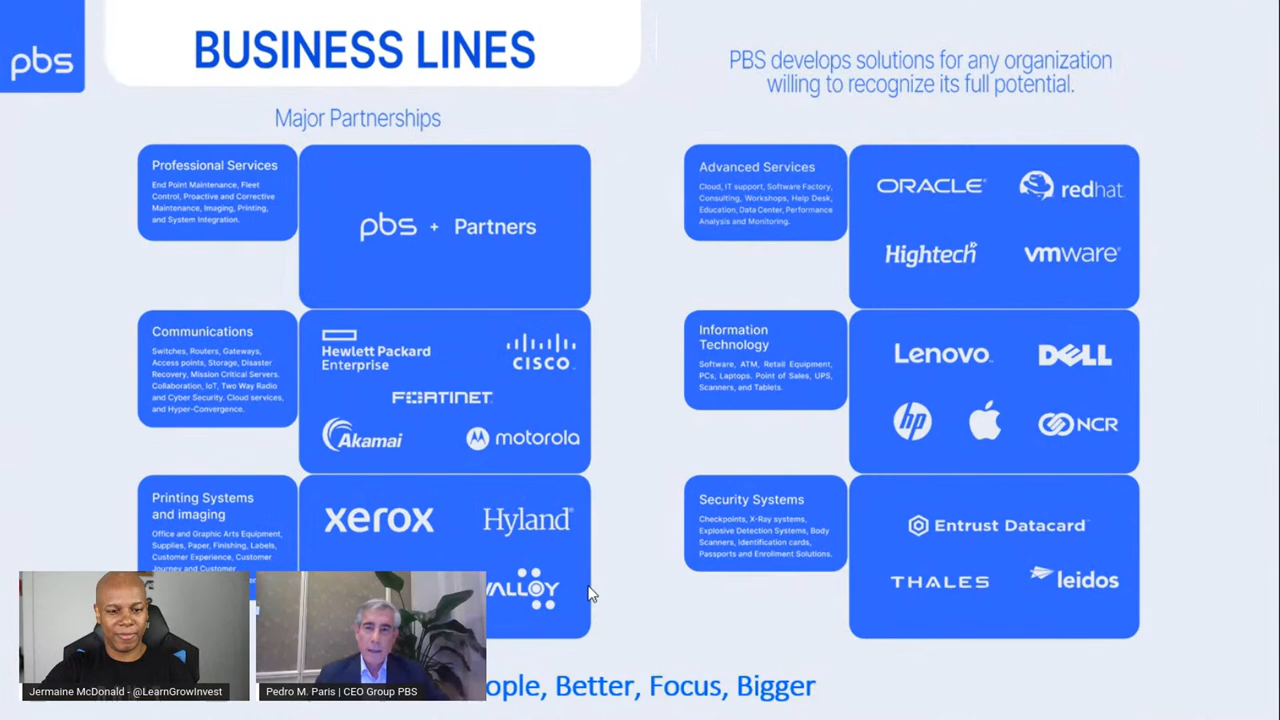 pbs
BUSINESS LINES
Major Partnerships
PBS develops solutions for any organization
willing to recognize its full potential.
Professional Services
End Point Maintenance, Fleet
Control, Proactive and Corrective
Maintenance, Imaging, Printing,
and System Integration.
pbs + Partners
Communications
Switches, Routers, Gateways,
Access points, Storage, Disaster
Recovery, Mission Critical Servers.
Collaboration, IoT, Two Way Radio
and Cyber Security. Cloud services,
and Hyper-Convergence.
Hewlett Packard
Enterprise
CISCO
FORTINET
Akamai
motorola
Printing Systems
and imaging
Office and Graphic Arts Equipment,
Supplies, Paper, Finishing, Labels,
Customer Experience, Customer
Journey and Customer
xerox
Hyland
Advanced Services
Cloud, IT support, Software Factory,
Consulting, Workshops, Help Desk,
Education, Data Center, Performance
Analysis and Monitoring.
ORACLE
redhat
Hightech
vmware
Information
Technology
Software, ATM, Retail Equipment,
PCs, Laptops. Point of Sales, UPS,
Scanners, and Tablets.
Lenovo
DELL
hp
NCR
Security Systems
Checkpoints, X-Ray systems,
Explosive Detection Systems, Body
Scanners, Identification cards,
Passports and Enrollment Solutions.
Entrust Datacard
THALES
leidos
Jermaine McDonald - @LearnGrowInvest
Pedro M. Paris | CEO Group PBS
ople, Better, Focus, Bigger